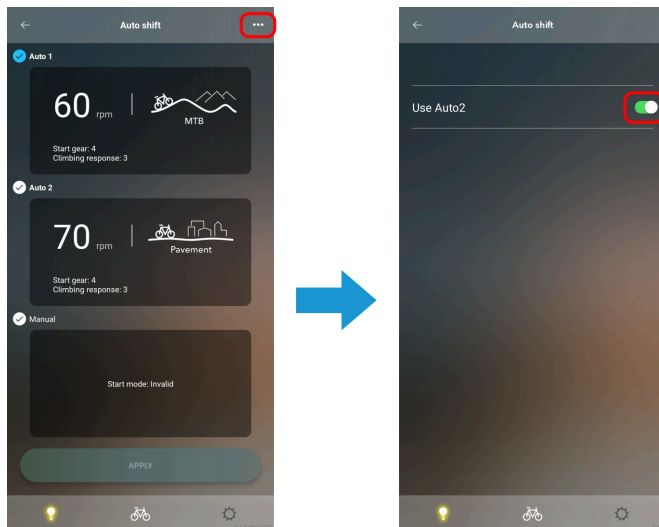 Auto shift
Auto 1
60 rpm
MTB
Start gear: 4
Climbing response: 3
Auto 2
70 rpm
Pavement
Start gear: 4
Climbing response: 3
Manual
Start mode: Invalid
APPLY
Auto shift
Use Auto2